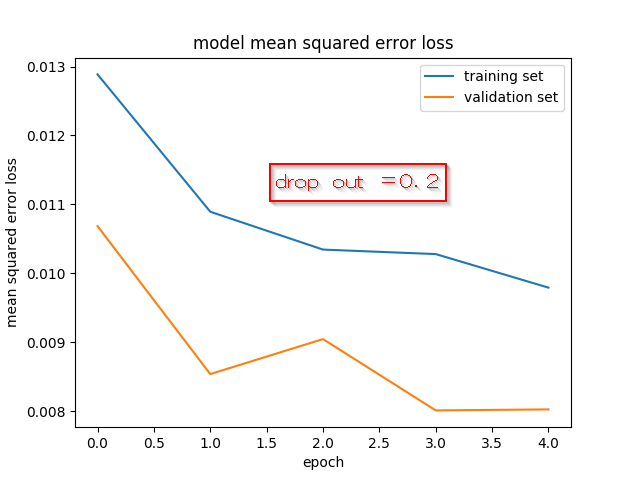 model mean squared error loss
training set
validation set
drop out =0.2
mean squared error loss
0.013
0.012
0.011
0.010
0.009
0.008
0.0
0.5
1.0
1.5
2.0
2.5
3.0
3.5
4.0
epoch